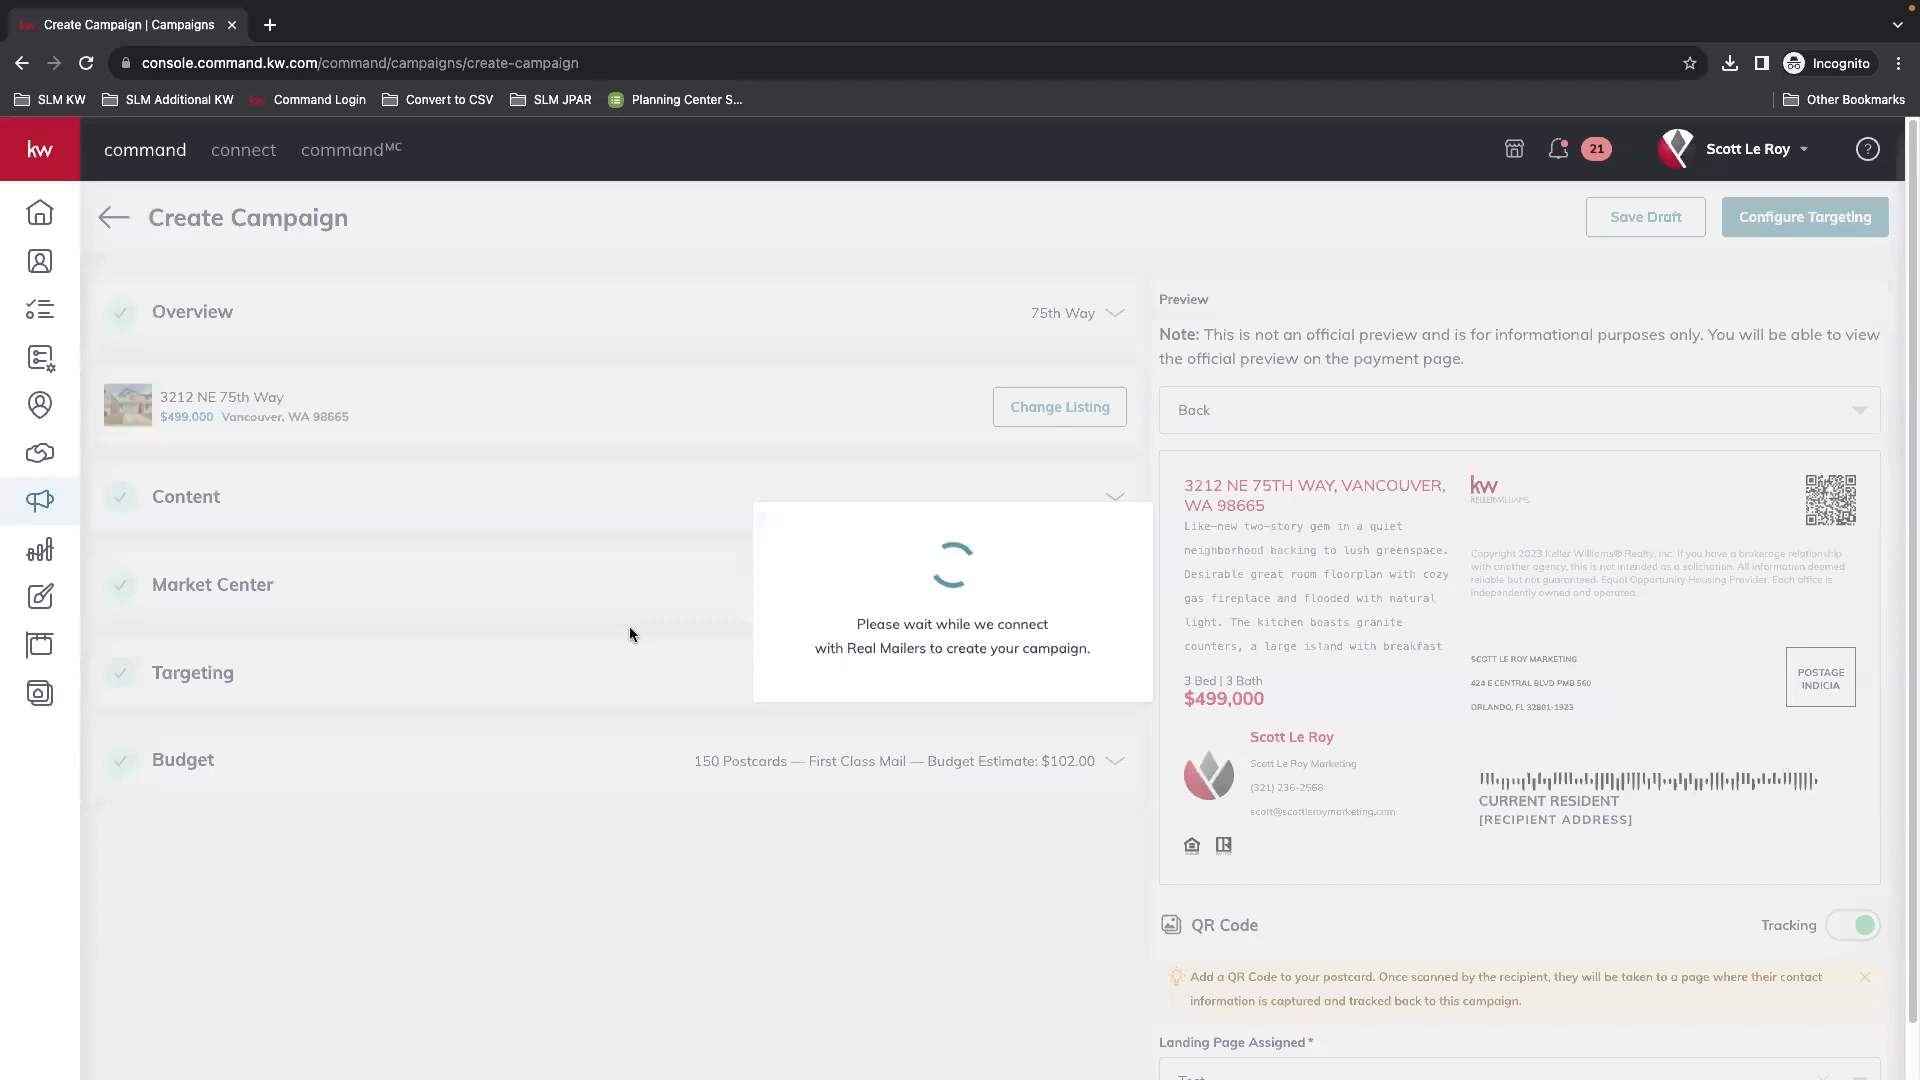 Create Campaign | Campaigns
console.command.kw.com/command/campaigns/create-campaign
Incognito
SLM KW
SLM Additional KW
Command Login
Convert to CSV
SLM JPAR
Planning Center S...
Other Bookmarks
kw
command
connect
commandMC
21
Scott Le Roy
Create Campaign
Save Draft
Configure Targeting
Overview
75th Way
3212 NE 75th Way
$499,000 Vancouver, WA 98665
Change Listing
Content
Market Center
Targeting
Budget
150 Postcards — First Class Mail — Budget Estimate: $102.00
Please wait while we connect
with Real Mailers to create your campaign.
Preview
Note: This is not an official preview and is for informational purposes only. You will be able to view
the official preview on the payment page.
Back
3212 NE 75TH WAY, VANCOUVER,
WA 98665
Like-new two-story gem in a quiet
neighborhood backing to lush greenspace.
Desirable great room floorplan with cozy
gas fireplace and flooded with natural
light. The kitchen boasts granite
counters, a large island with breakfast
3 Bed | 3 Bath
$499,000
Scott Le Roy
Scott Le Roy Marketing
(321) 236-2568
scott@scottleroymarketing.com
kw
KELLERWILLIAMS.
Copyright 2023 Keller Williams® Realty, Inc. If you have a brokerage relationship
with another agency, this is not intended as a solicitation. All information deemed
reliable but not guaranteed. Equal Opportunity Housing Provider. Each office is
independently owned and operated.
SCOTT LE ROY MARKETING
424 E CENTRAL BLVD PMB 560
ORLANDO, FL 32801-1923
POSTAGE
INDICIA
CURRENT RESIDENT
[RECIPIENT ADDRESS]
QR Code
Tracking
Add a QR Code to your postcard. Once scanned by the recipient, they will be taken to a page where their contact
information is captured and tracked back to this campaign.
Landing Page Assigned*